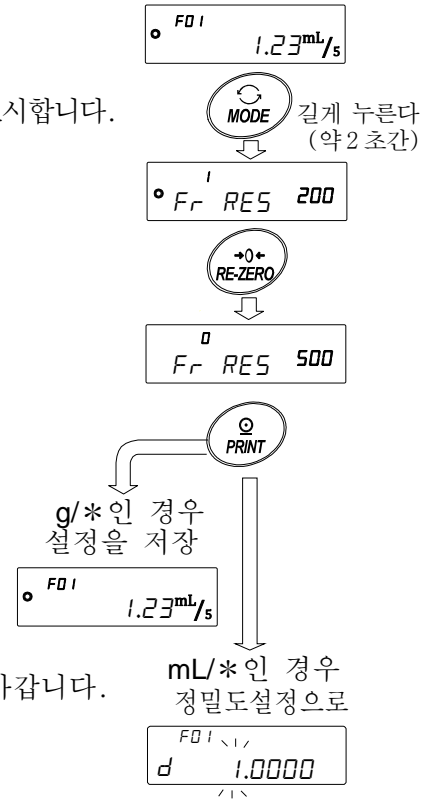 F01
1.23mL/5
시합니다.
MODE
길게 누른다
(약2초간)
1
Fr RES 200
→0←
RE-ZERO
0
Fr RES 500
PRINT
g/*인 경우
설정을 저장
F01
1.23mL/5
가갑니다.
mL/*인 경우
정밀도설정으로
F01
d 1.0000